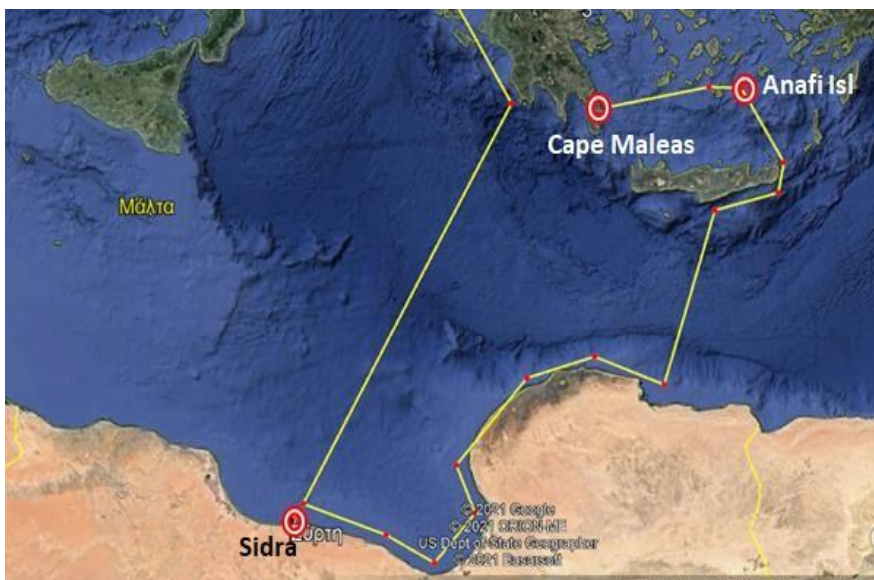 Anafi Isl
Cape Maleas
Μάλτα
© 2021 Google
© 2021 ORION-ME
Σύρτη
US Dept of State Geographer
Sidra
© 2021 Basarsoft